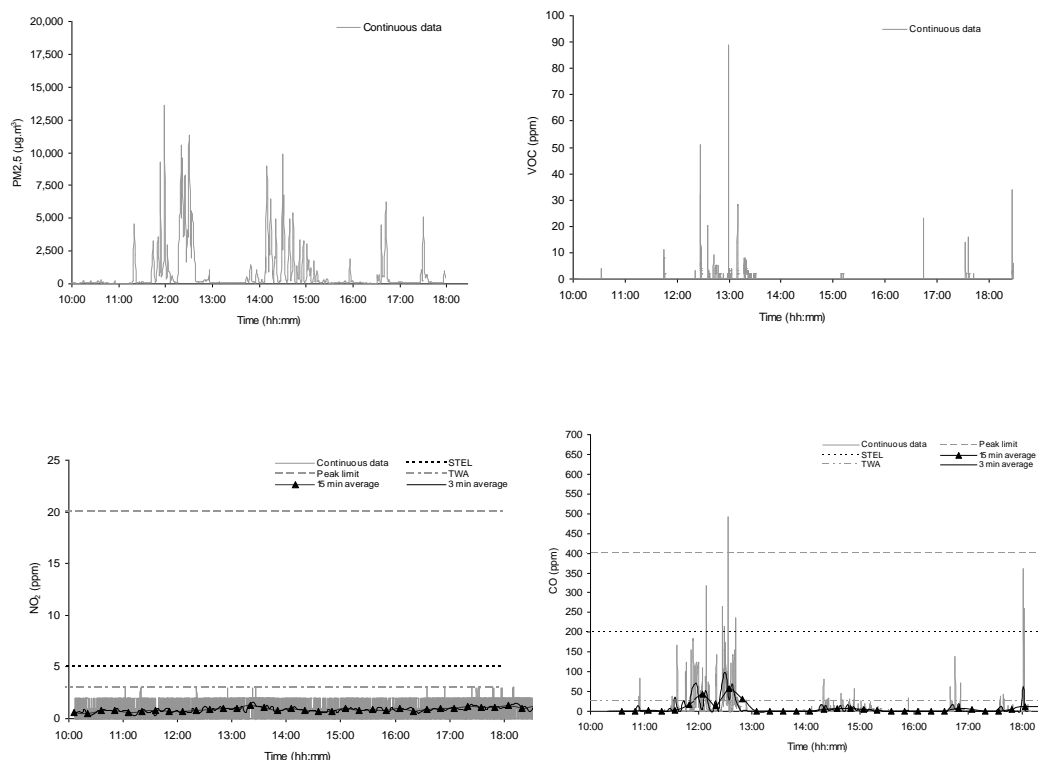 20,000
17,500
15,000
12,500
10,000
7,500
5,000
2,500
0
PM2,5 (µg.m³)
Continuous data
10:00 11:00 12:00 13:00 14:00 15:00 16:00 17:00 18:00
Time (hh:mm)
100
90
80
70
60
50
40
30
20
10
0
VOC (ppm)
Continuous data
10:00 11:00 12:00 13:00 14:00 15:00 16:00 17:00 18:00
Time (hh:mm)
25
20
15
10
5
0
NO₂ (ppm)
Continuous data STEL
Peak limit TWA
15 min average 3 min average
10:00 11:00 12:00 13:00 14:00 15:00 16:00 17:00 18:00
Time (hh:mm)
700
650
600
550
500
450
400
350
300
250
200
150
100
50
0
CO (ppm)
Continuous data Peak limit
STEL 15 min average
TWA 3 min average
10:00 11:00 12:00 13:00 14:00 15:00 16:00 17:00 18:00
Time (hh:mm)